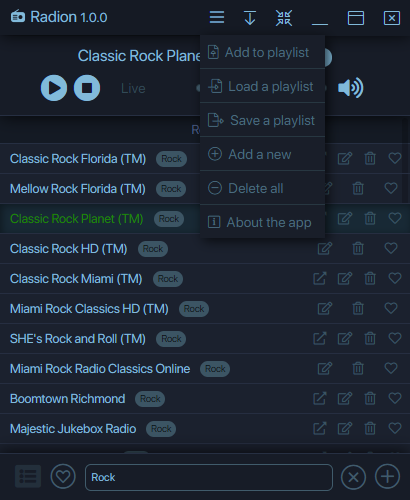 Radion 1.0.0
Classic Rock Plane
Live
Add to playlist
Load a playlist
Save a playlist
Add a new
Delete all
About the app
Classic Rock Florida (TM) Rock
Mellow Rock Florida (TM) Rock
Classic Rock Planet (TM) Rock
Classic Rock HD (TM) Rock
Classic Rock Miami (TM) Rock
Miami Rock Classics HD (TM) Rock
SHE's Rock and Roll (TM) Rock
Miami Rock Radio Classics Online Rock
Boomtown Richmond Rock
Majestic Jukebox Radio Rock
Rock